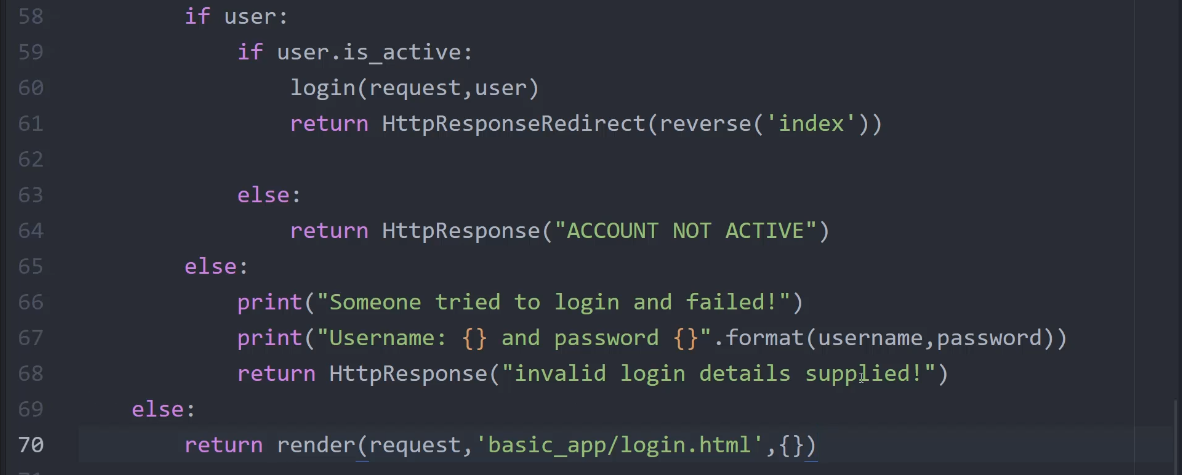 58 if user:
59 if user.is_active:
60 login(request,user)
61 return HttpResponseRedirect(reverse('index'))
62
63 else:
64 return HttpResponse("ACCOUNT NOT ACTIVE")
65 else:
66 print("Someone tried to login and failed!")
67 print("Username: {} and password {}".format(username,password))
68 return HttpResponse("invalid login details supplied!")
69 else:
70 return render(request,'basic_app/login.html',{})